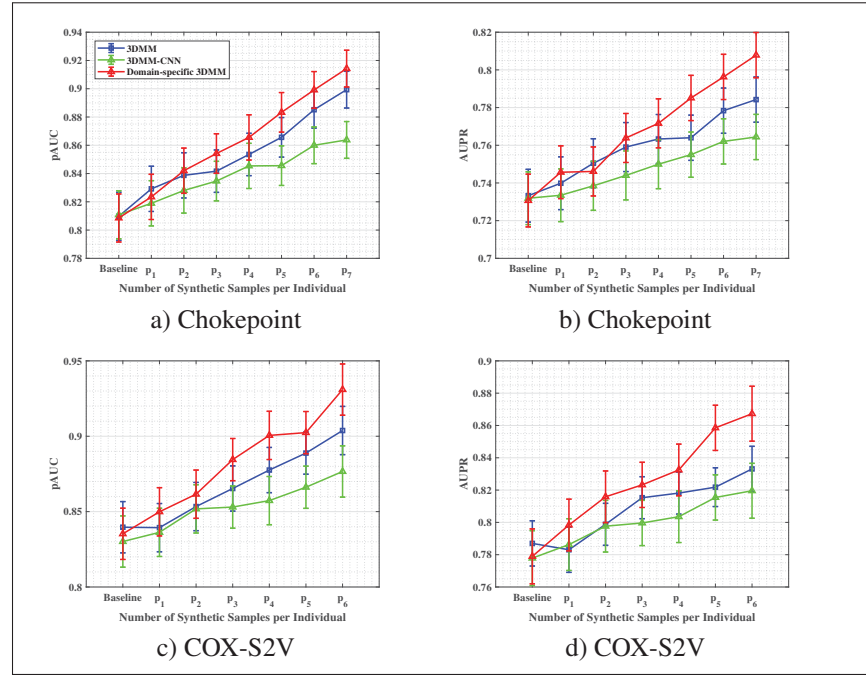 0.94
0.92
0.9
0.88
0.86
0.84
0.82
0.8
0.78
pAUC
3DMM
3DMM-CNN
Domain-specific 3DMM
Baseline p1 p2 p3 p4 p5 p6 p7
Number of Synthetic Samples per Individual
a) Chokepoint
0.82
0.8
0.78
0.76
0.74
0.72
0.7
AUPR
Baseline p1 p2 p3 p4 p5 p6 p7
Number of Synthetic Samples per Individual
b) Chokepoint
0.95
0.9
0.85
0.8
pAUC
Baseline p1 p2 p3 p4 p5 p6
Number of Synthetic Samples per Individual
c) COX-S2V
0.9
0.88
0.86
0.84
0.82
0.8
0.78
0.76
AUPR
Baseline p1 p2 p3 p4 p5 p6
Number of Synthetic Samples per Individual
d) COX-S2V